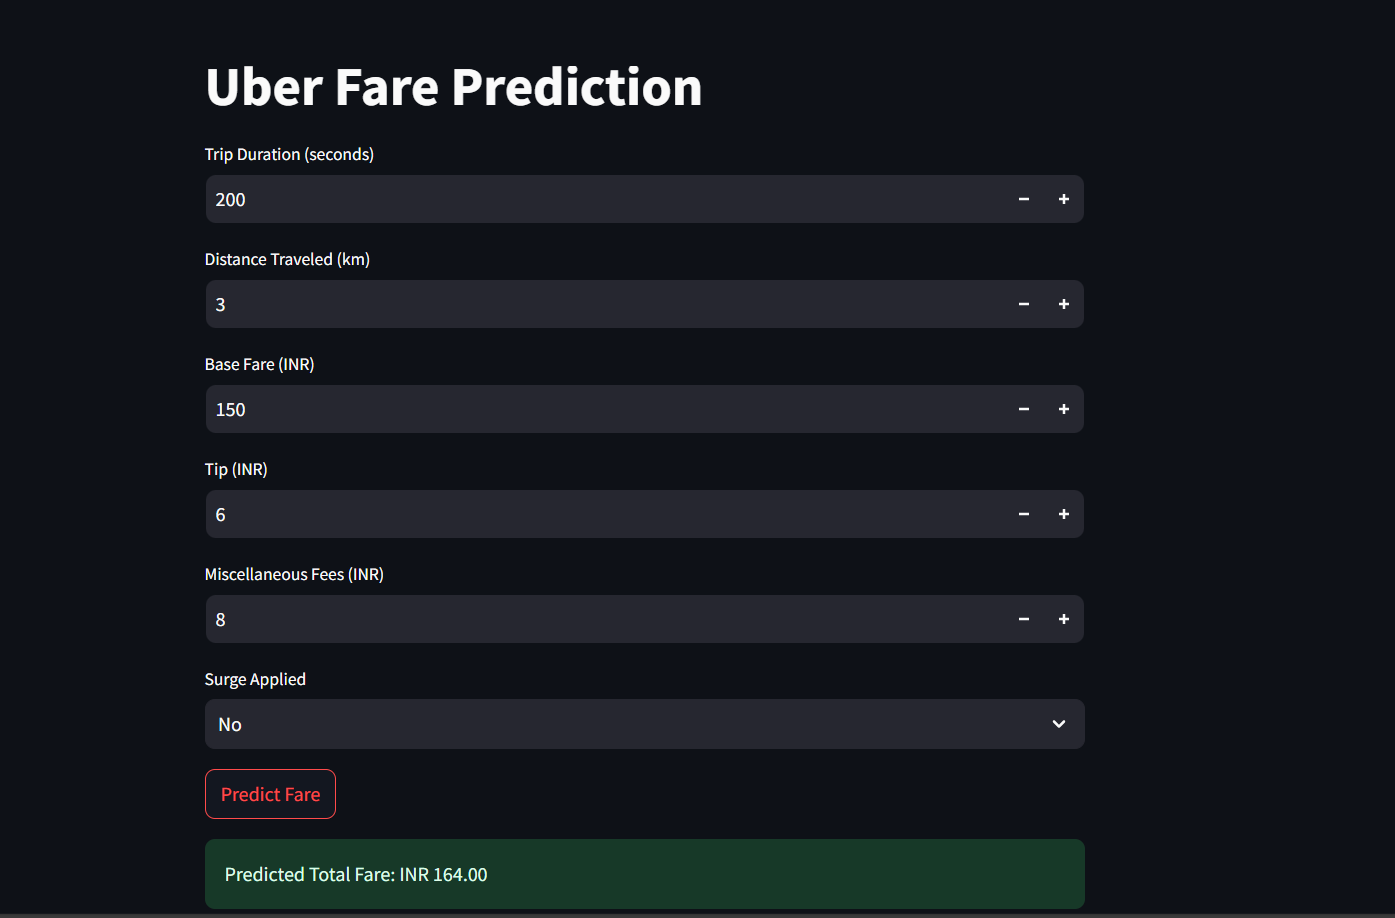 Uber Fare Prediction
Trip Duration (seconds)
200
Distance Traveled (km)
3
Base Fare (INR)
150
Tip (INR)
6
Miscellaneous Fees (INR)
8
Surge Applied
No
Predict Fare
Predicted Total Fare: INR 164.00